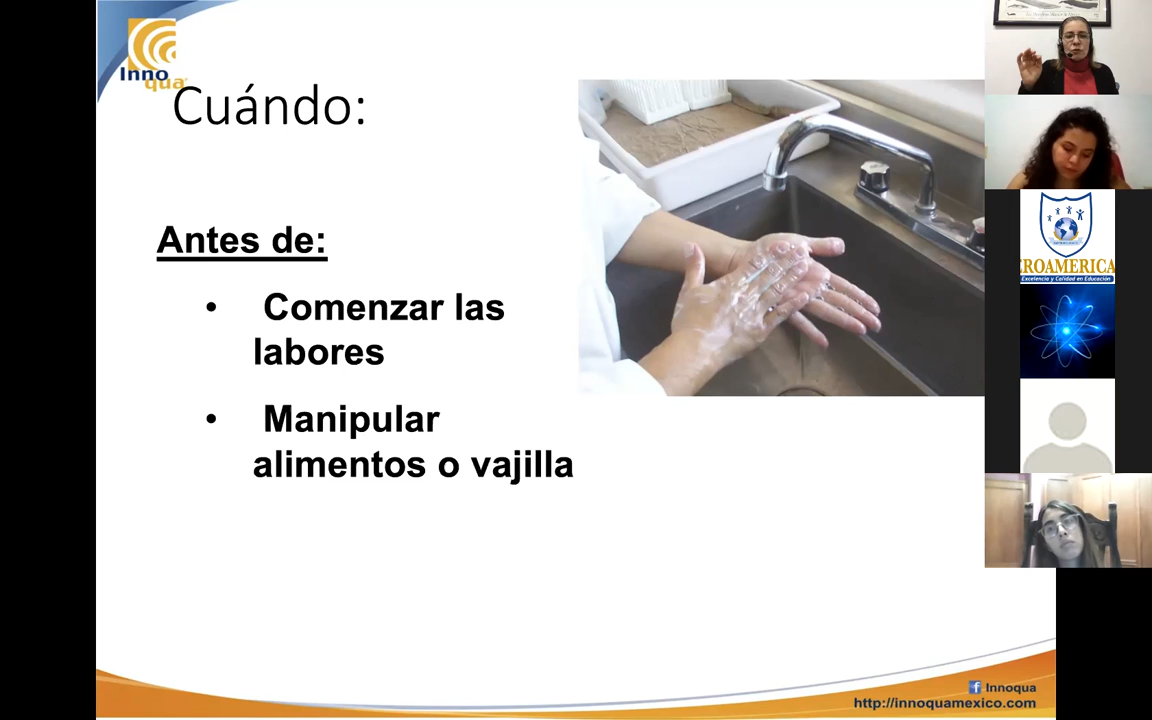 Inno
qua
Cuándo:
Antes de:
• Comenzar las
labores
• Manipular
alimentos o vajilla
EROAMERICA
Excelencia y Calidad en Educación
Innoqua
http://innoquamexico.com